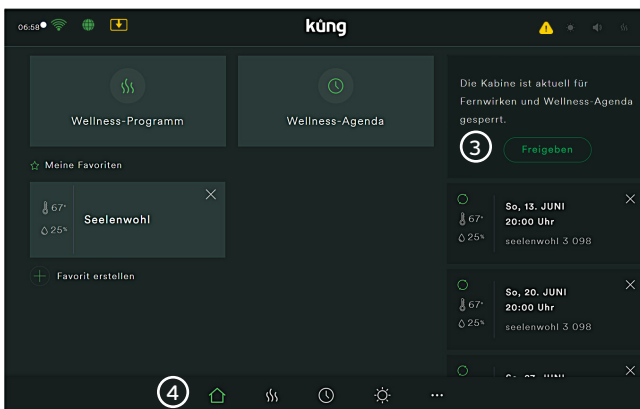 06:58
kûng
Wellness-Programm
Wellness-Agenda
Meine Favoriten
67°
25%
Seelenwohl
Favorit erstellen
Die Kabine ist aktuell für
Fernwirken und Wellness-Agenda
gesperrt.
3
Freigeben
So, 13. JUNI
67°
20:00 Uhr
25%
seelenwohl 3 098
So, 20. JUNI
67°
20:00 Uhr
25%
seelenwohl 3 098
4